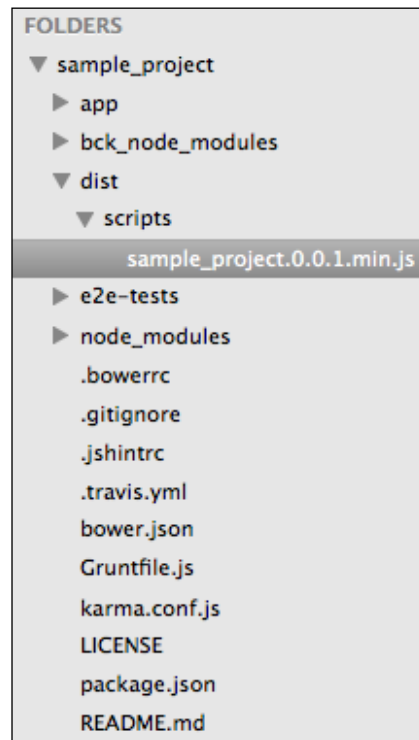 FOLDERS
sample_project
app
bck_node_modules
dist
scripts
sample_project.0.0.1.min.js
e2e-tests
node_modules
.bowerrc
.gitignore
.jshintrc
.travis.yml
bower.json
Gruntfile.js
karma.conf.js
LICENSE
package.json
README.md